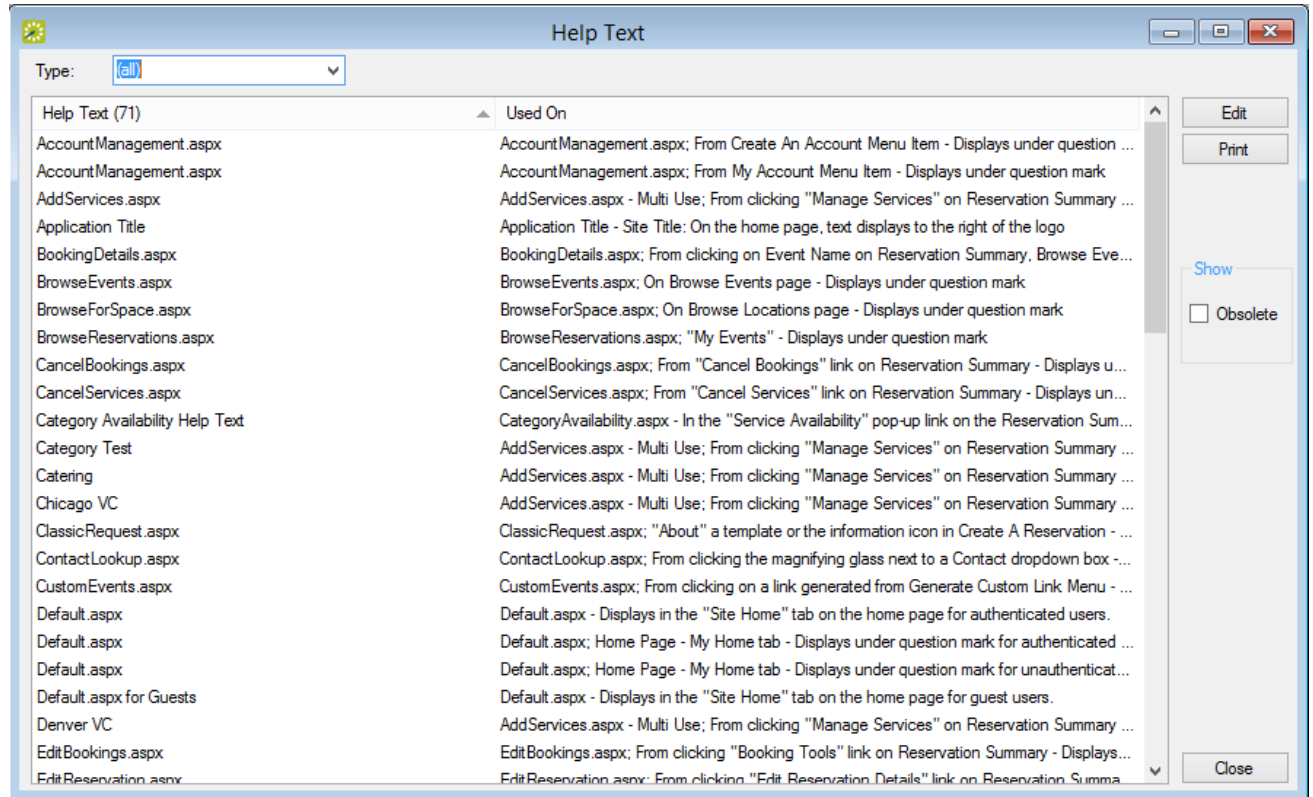 Help Text
Type: (all)
Help Text (71) Used On
AccountManagement.aspx AccountManagement.aspx; From Create An Account Menu Item - Displays under question ...
AccountManagement.aspx AccountManagement.aspx; From My Account Menu Item - Displays under question mark
AddServices.aspx AddServices.aspx - Multi Use; From clicking "Manage Services" on Reservation Summary ...
Application Title Application Title - Site Title: On the home page, text displays to the right of the logo
BookingDetails.aspx BookingDetails.aspx; From clicking on Event Name on Reservation Summary, Browse Eve...
BrowseEvents.aspx BrowseEvents.aspx; On Browse Events page - Displays under question mark
BrowseForSpace.aspx BrowseForSpace.aspx; On Browse Locations page - Displays under question mark
BrowseReservations.aspx BrowseReservations.aspx; "My Events" - Displays under question mark
CancelBookings.aspx CancelBookings.aspx; From "Cancel Bookings" link on Reservation Summary - Displays u...
CancelServices.aspx CancelServices.aspx; From "Cancel Services" link on Reservation Summary - Displays un...
Category Availability Help Text CategoryAvailability.aspx - In the "Service Availability" pop-up link on the Reservation Sum...
Category Test AddServices.aspx - Multi Use; From clicking "Manage Services" on Reservation Summary ...
Catering AddServices.aspx - Multi Use; From clicking "Manage Services" on Reservation Summary ...
Chicago VC AddServices.aspx - Multi Use; From clicking "Manage Services" on Reservation Summary ...
ClassicRequest.aspx ClassicRequest.aspx; "About" a template or the information icon in Create A Reservation - ...
ContactLookup.aspx ContactLookup.aspx; From clicking the magnifying glass next to a Contact dropdown box -...
CustomEvents.aspx CustomEvents.aspx; From clicking on a link generated from Generate Custom Link Menu - ...
Default.aspx Default.aspx - Displays in the "Site Home" tab on the home page for authenticated users.
Default.aspx Default.aspx; Home Page - My Home tab - Displays under question mark for authenticated ...
Default.aspx Default.aspx; Home Page - My Home tab - Displays under question mark for unauthenticat...
Default.aspx for Guests Default.aspx - Displays in the "Site Home" tab on the home page for guest users.
Denver VC AddServices.aspx - Multi Use; From clicking "Manage Services" on Reservation Summary ...
EditBookings.aspx EditBookings.aspx; From clicking "Booking Tools" link on Reservation Summary - Displays...
EditReservation.aspx EditReservation.aspx; From clicking "Edit Reservation Details" link on Reservation Summa
Edit
Print
Show
Obsolete
Close